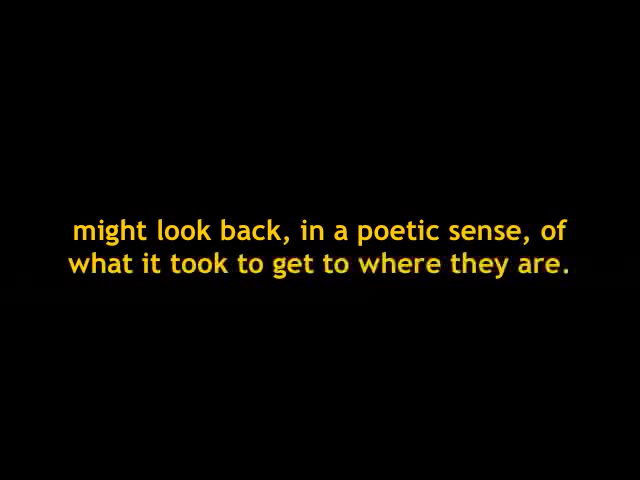 might look back, in a poetic sense, of
what it took to get to where they are.